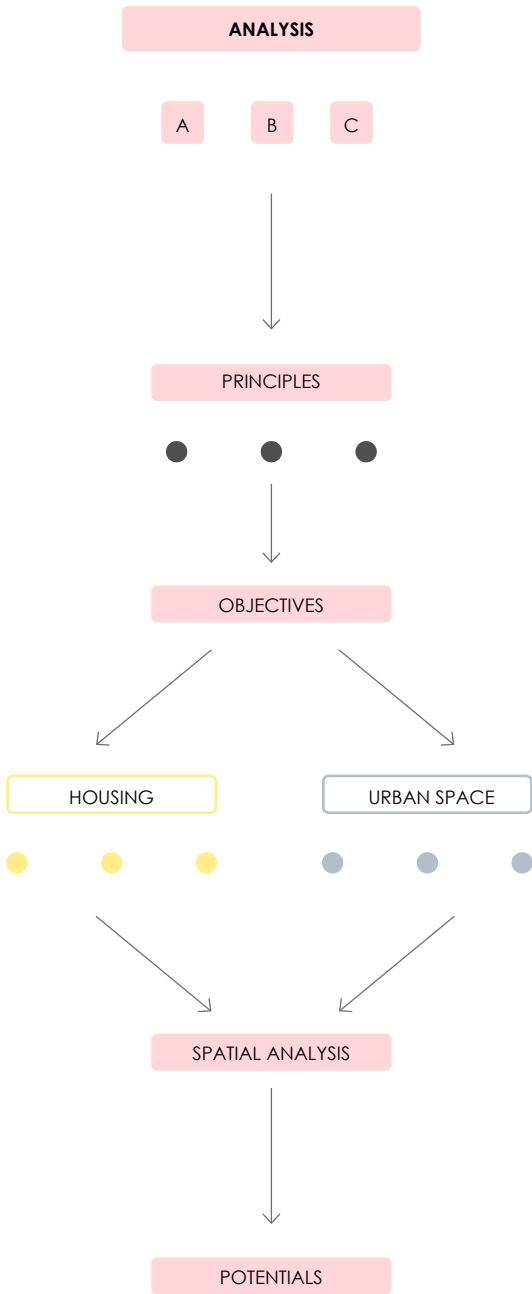 ANALYSIS
A B C
PRINCIPLES
OBJECTIVES
HOUSING URBAN SPACE
SPATIAL ANALYSIS
POTENTIALS